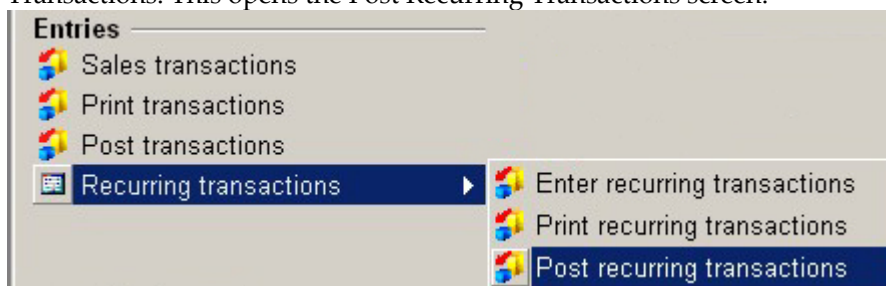 Transactions. This opens the Post Recurring Transactions screen.
Entries
Sales transactions
Print transactions
Post transactions
Recurring transactions
Enter recurring transactions
Print recurring transactions
Post recurring transactions